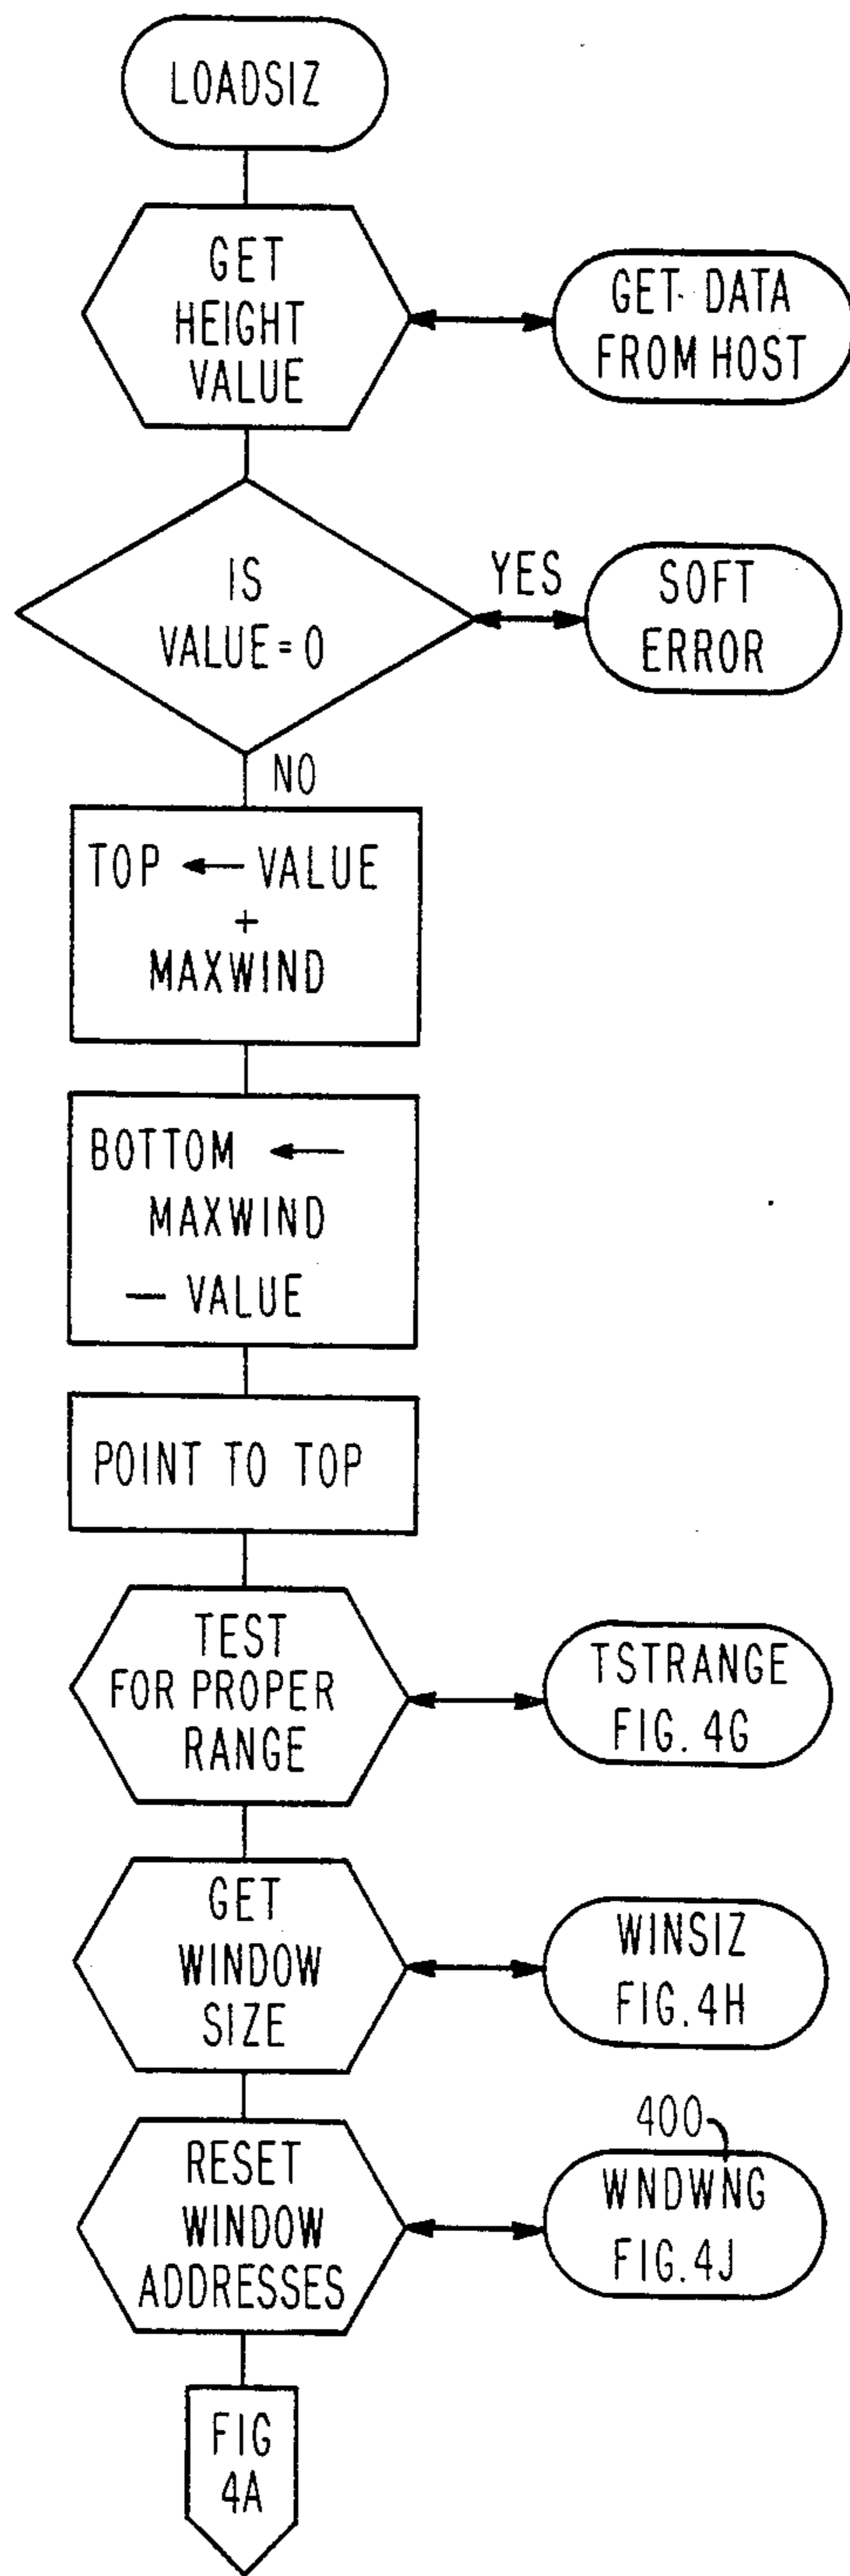 LOADSIZ
GET
HEIGHT
VALUE
GET DATA
FROM HOST
IS
VALUE = 0
YES
SOFT
ERROR
NO
TOP ← VALUE
+
MAXWIND
BOTTOM ←
MAXWIND
— VALUE
POINT TO TOP
TEST
FOR PROPER
RANGE
TSTRANGE
FIG. 4G
GET
WINDOW
SIZE
WINSIZ
FIG. 4H
400
RESET
WINDOW
ADDRESSES
WNDWNG
FIG. 4J
FIG
4A